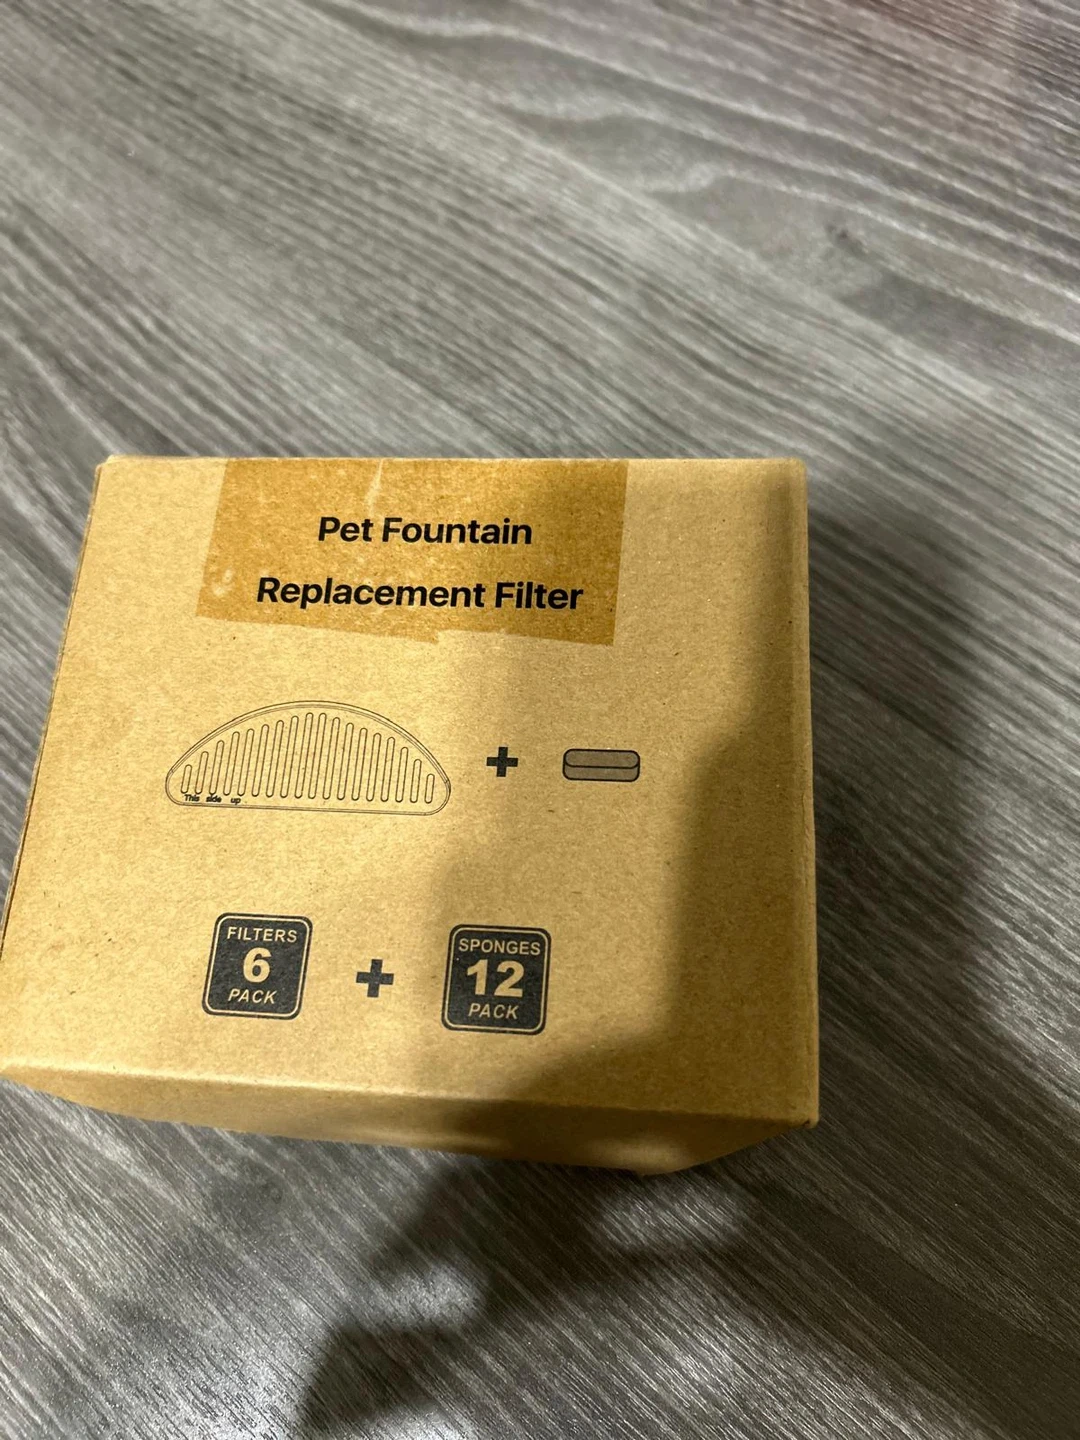 Pet Fountain
Replacement Filter
This side up
+
FILTERS
6
PACK
+
SPONGES
12
PACK